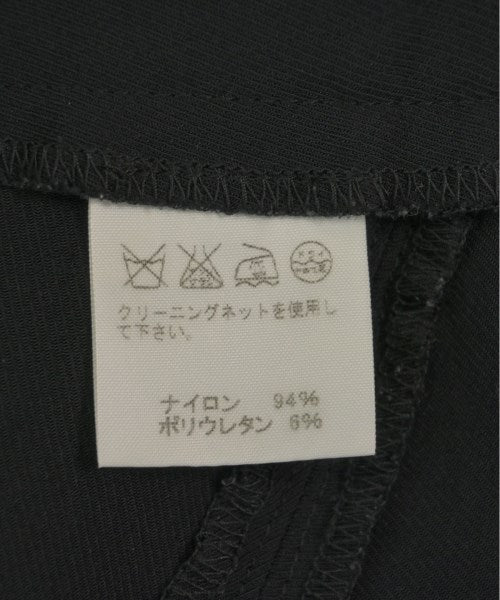 クリーニングネットを使用し
て下さい。
ナイロン 94%
ポリウレタン 6%